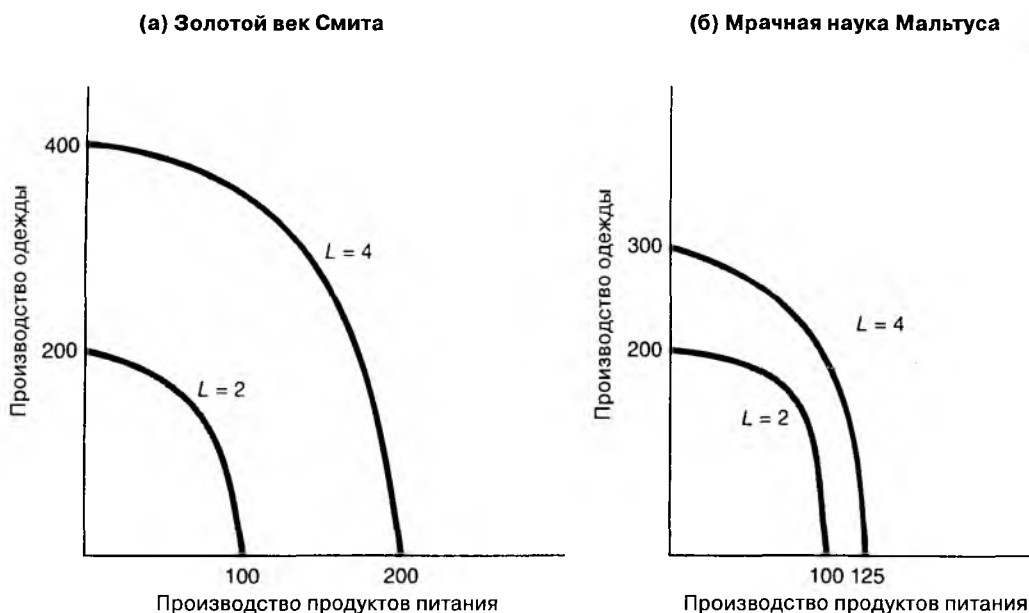 (а) Золотой век Смита
Производство одежды
400
200
L = 4
L = 2
100
200
Производство продуктов питания
(б) Мрачная наука Мальтуса
Производство одежды
300
200
L = 4
L = 2
100
125
Производство продуктов питания